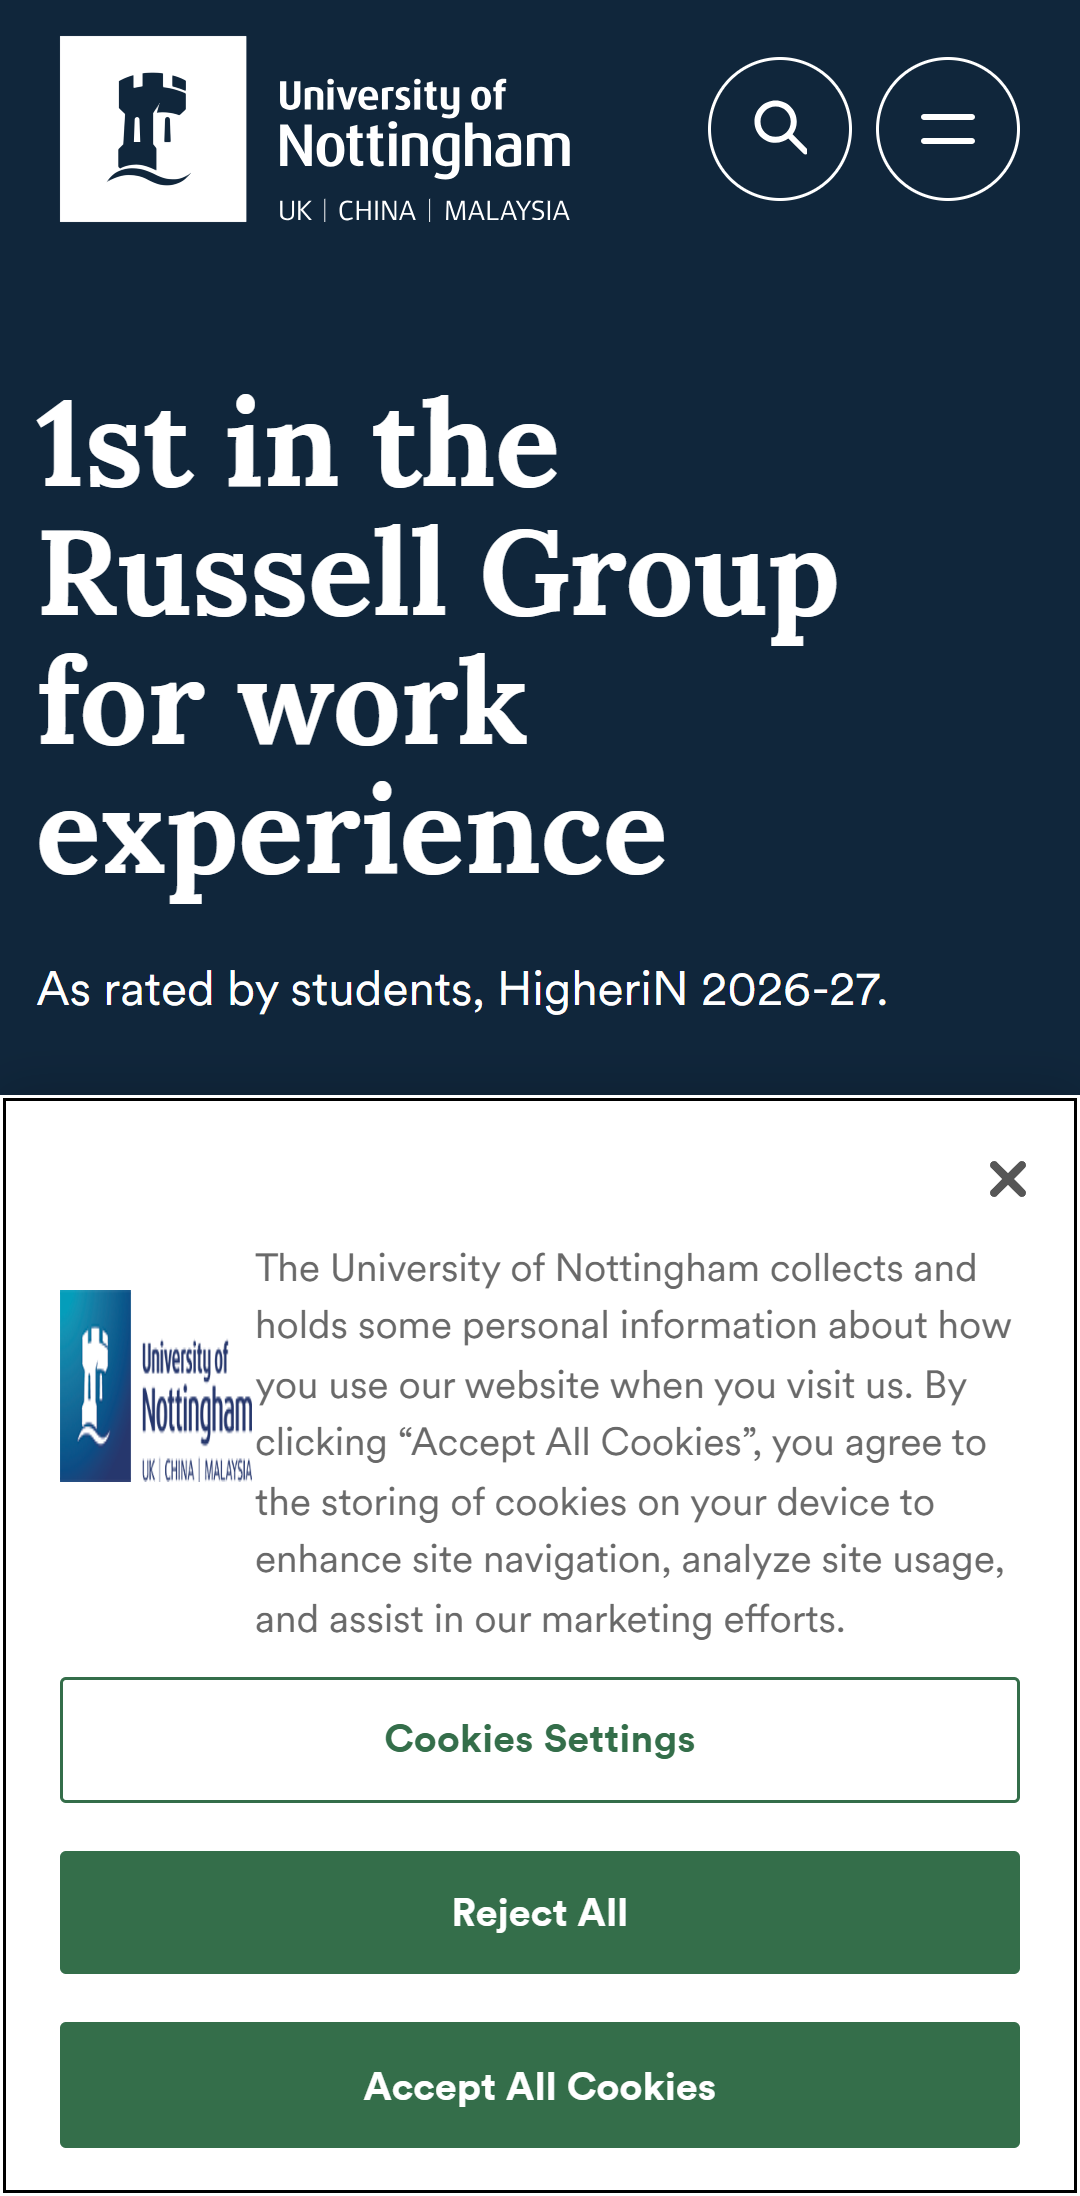 University of
Nottingham
UK | CHINA | MALAYSIA
1st in the
Russell Group
for work
experience
As rated by students, HigheriN 2026-27.
The University of Nottingham collects and
holds some personal information about how
you use our website when you visit us. By
clicking “Accept All Cookies”, you agree to
the storing of cookies on your device to
enhance site navigation, analyze site usage,
and assist in our marketing efforts.
University of
Nottingham
UK | CHINA | MALAYSIA
Cookies Settings
Reject All
Accept All Cookies